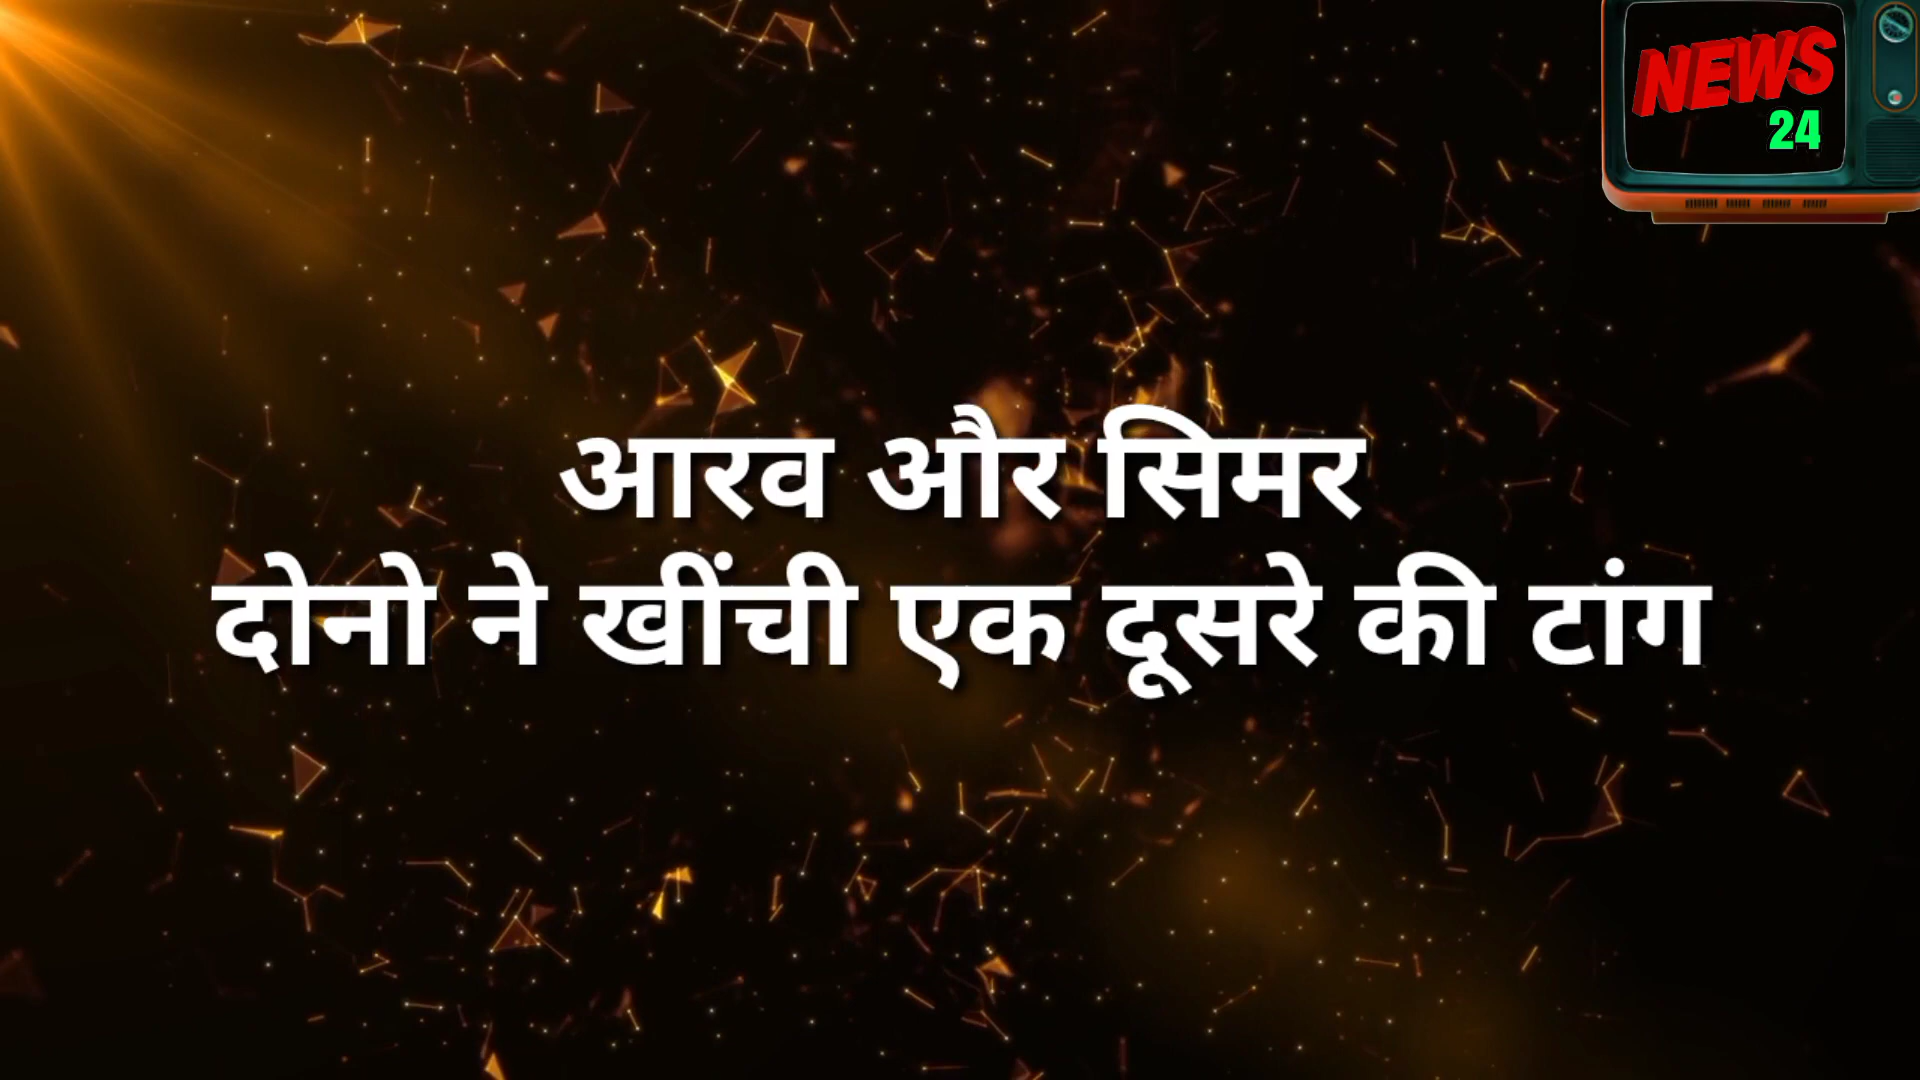 NEWS
24
आरव और सिमर
दोनो ने खींची एक दूसरे की टांग